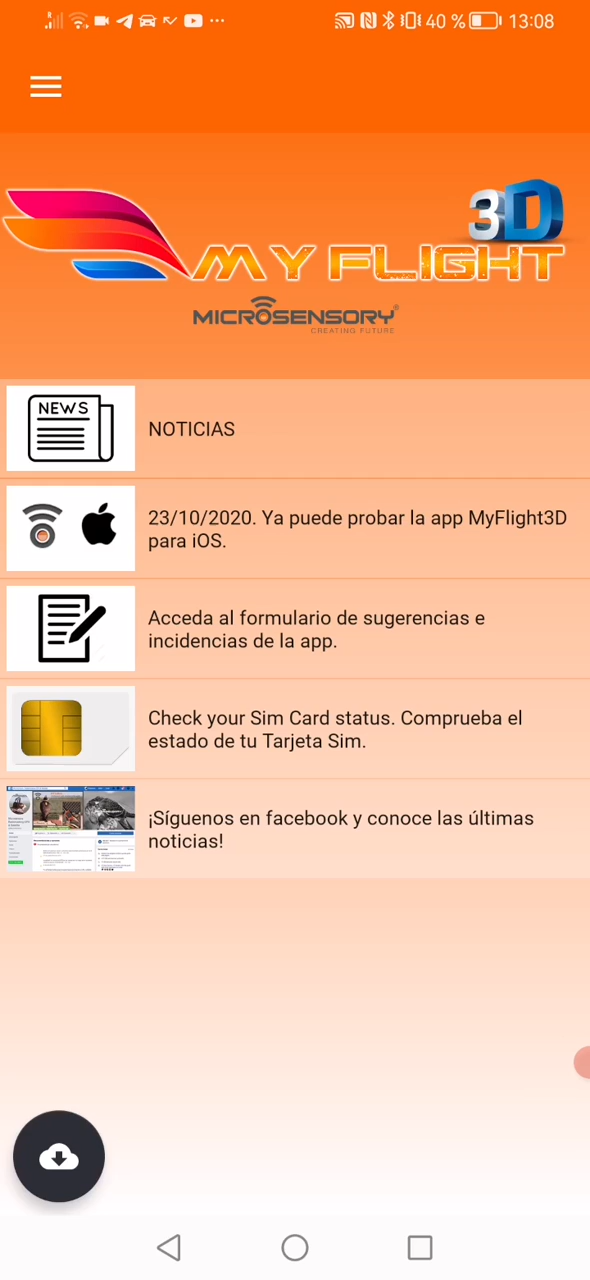 40 % 13:08
3D
MY FLIGHT
MICROSENSORY®
CREATING FUTURE
NEWS
NOTICIAS
23/10/2020. Ya puede probar la app MyFlight3D
para iOS.
Acceda al formulario de sugerencias e
incidencias de la app.
Check your Sim Card status. Comprueba el
estado de tu Tarjeta Sim.
¡Síguenos en facebook y conoce las últimas
noticias!